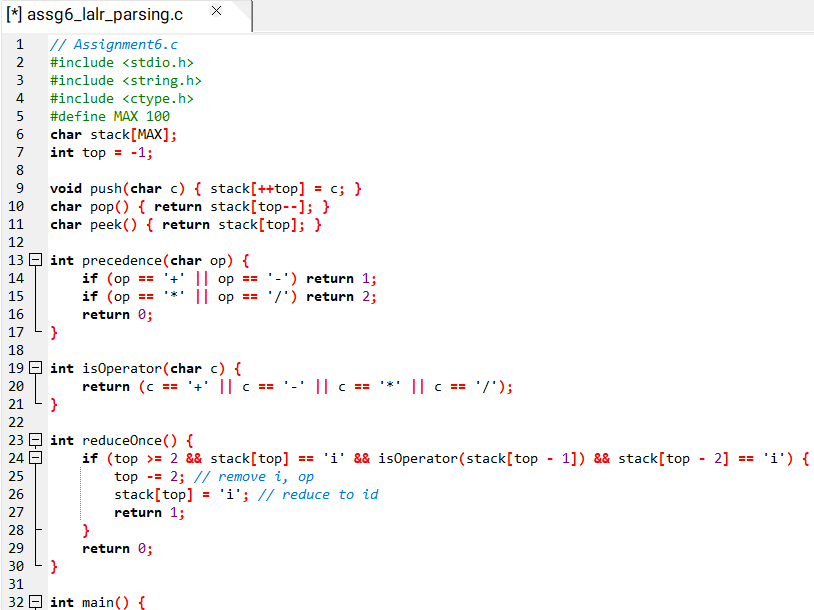 [*] assg6_lalr_parsing.c ×
1 // Assignment6.c
2 #include <stdio.h>
3 #include <string.h>
4 #include <ctype.h>
5 #define MAX 100
6 char stack[MAX];
7 int top = -1;
8
9 void push(char c) { stack[++top] = c; }
10 char pop() { return stack[top--]; }
11 char peek() { return stack[top]; }
12
13 int precedence(char op) {
14     if (op == '+' || op == '-') return 1;
15     if (op == '*' || op == '/') return 2;
16     return 0;
17 }
18
19 int isOperator(char c) {
20     return (c == '+' || c == '-' || c == '*' || c == '/');
21 }
22
23 int reduceOnce() {
24     if (top >= 2 && stack[top] == 'i' && isOperator(stack[top - 1]) && stack[top - 2] == 'i') {
25         top -= 2; // remove i, op
26         stack[top] = 'i'; // reduce to id
27         return 1;
28     }
29     return 0;
30 }
31
32 int main() {